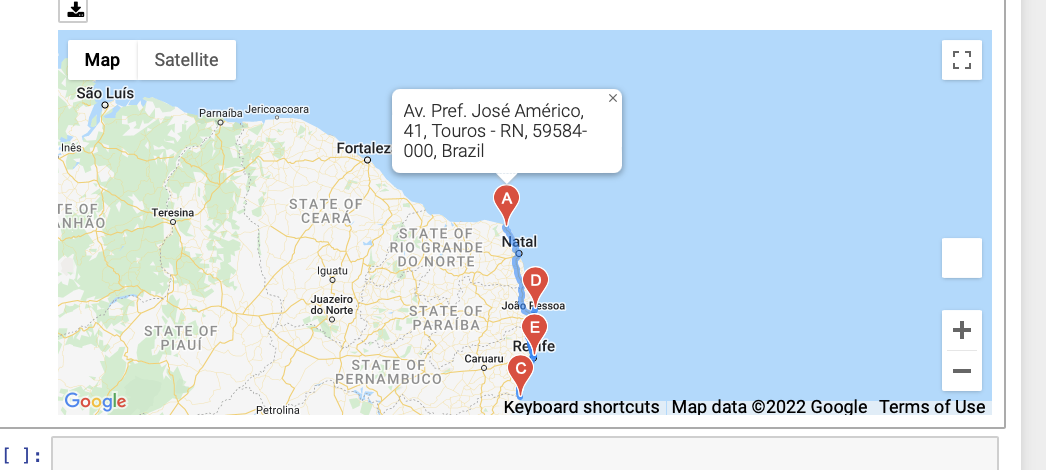 Map
Satellite
São Luís
Parnaíba
Jericoacoara
Av. Pref. José Américo,
41, Touros - RN, 59584-
000, Brazil
×
Inês
Fortalez
A
TE OF
ANHÃO
Teresina
STATE OF
CEARÁ
STATE OF
RIO GRANDE
DO NORTE
Natal
Iguatu
D
João Pessoa
Juazeiro
do Norte
STATE OF
PARAÍBA
STATE OF
PIAUÍ
E
Recife
Caruaru
C
STATE OF
PERNAMBUCO
+
−
Google
Petrolina
Keyboard shortcuts
Map data ©2022 Google
Terms of Use
[ ]: